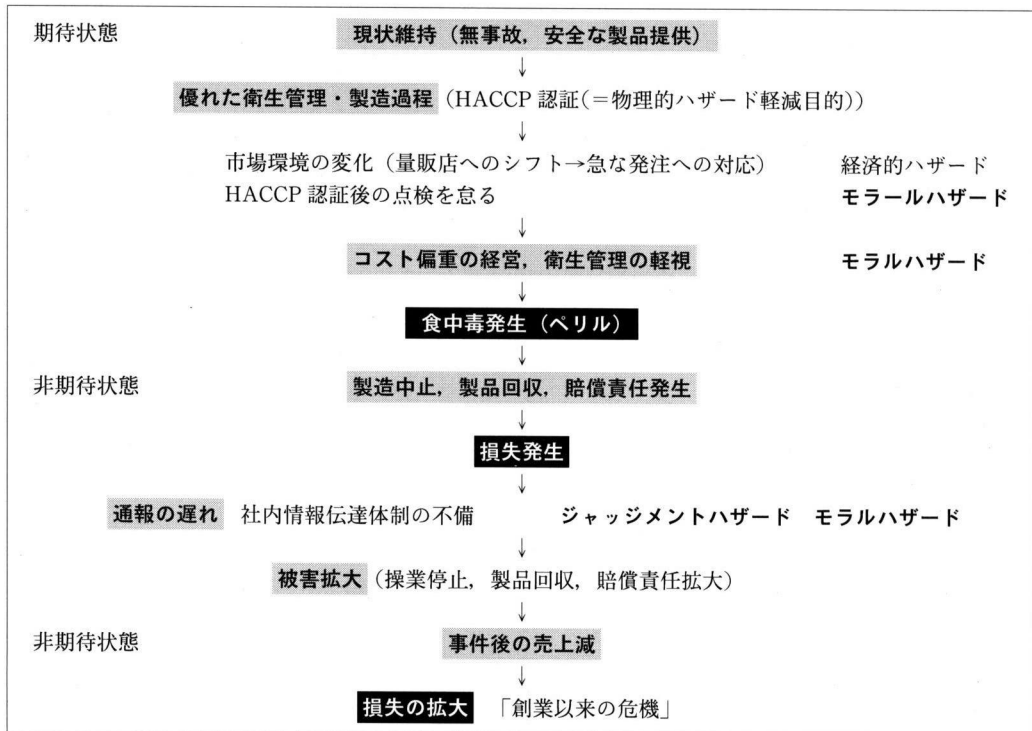 期待状態 現状維持（無事故，安全な製品提供）
↓
優れた衛生管理・製造過程（HACCP 認証（＝物理的ハザード軽減目的））
↓
市場環境の変化（量販店へのシフト→急な発注への対応） 経済的ハザード
HACCP 認証後の点検を怠る モラールハザード
↓
コスト偏重の経営，衛生管理の軽視 モラルハザード
↓
食中毒発生（ペリル）
↓
非期待状態 製造中止，製品回収，賠償責任発生
↓
損失発生
↓
通報の遅れ 社内情報伝達体制の不備 ジャッジメントハザード モラルハザード
↓
被害拡大（操業停止，製品回収，賠償責任拡大）
↓
非期待状態 事件後の売上減
↓
損失の拡大 「創業以来の危機」